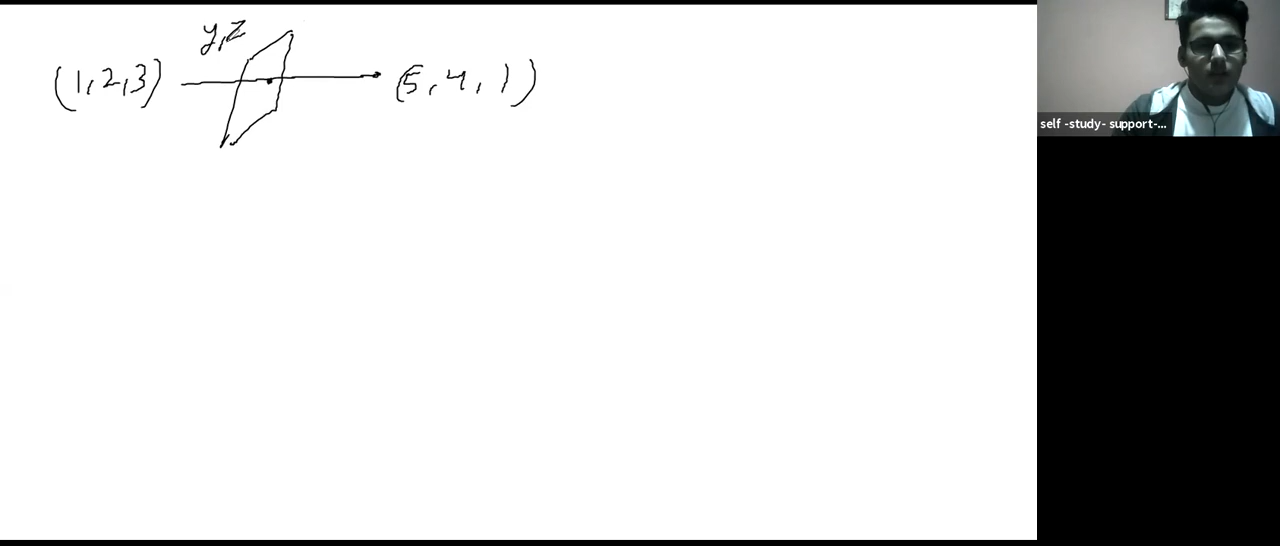 y,z
(1,2,3) (5,4,1)
self -study- support-...